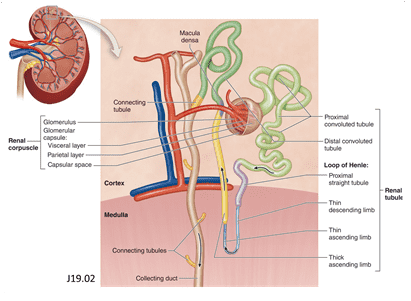 Macula
densa
Connecting
tubule
Glomerulus
Glomerular
capsule:
Visceral layer
Parietal layer
Capsular space
Renal
corpuscle
Cortex
Medulla
Connecting tubules
Collecting duct
J19.02
Proximal
convoluted tubule
Distal convoluted
tubule
Loop of Henle:
Proximal
straight tubule
Thin
descending limb
Thin
ascending limb
Thick
ascending limb
Renal
tubule